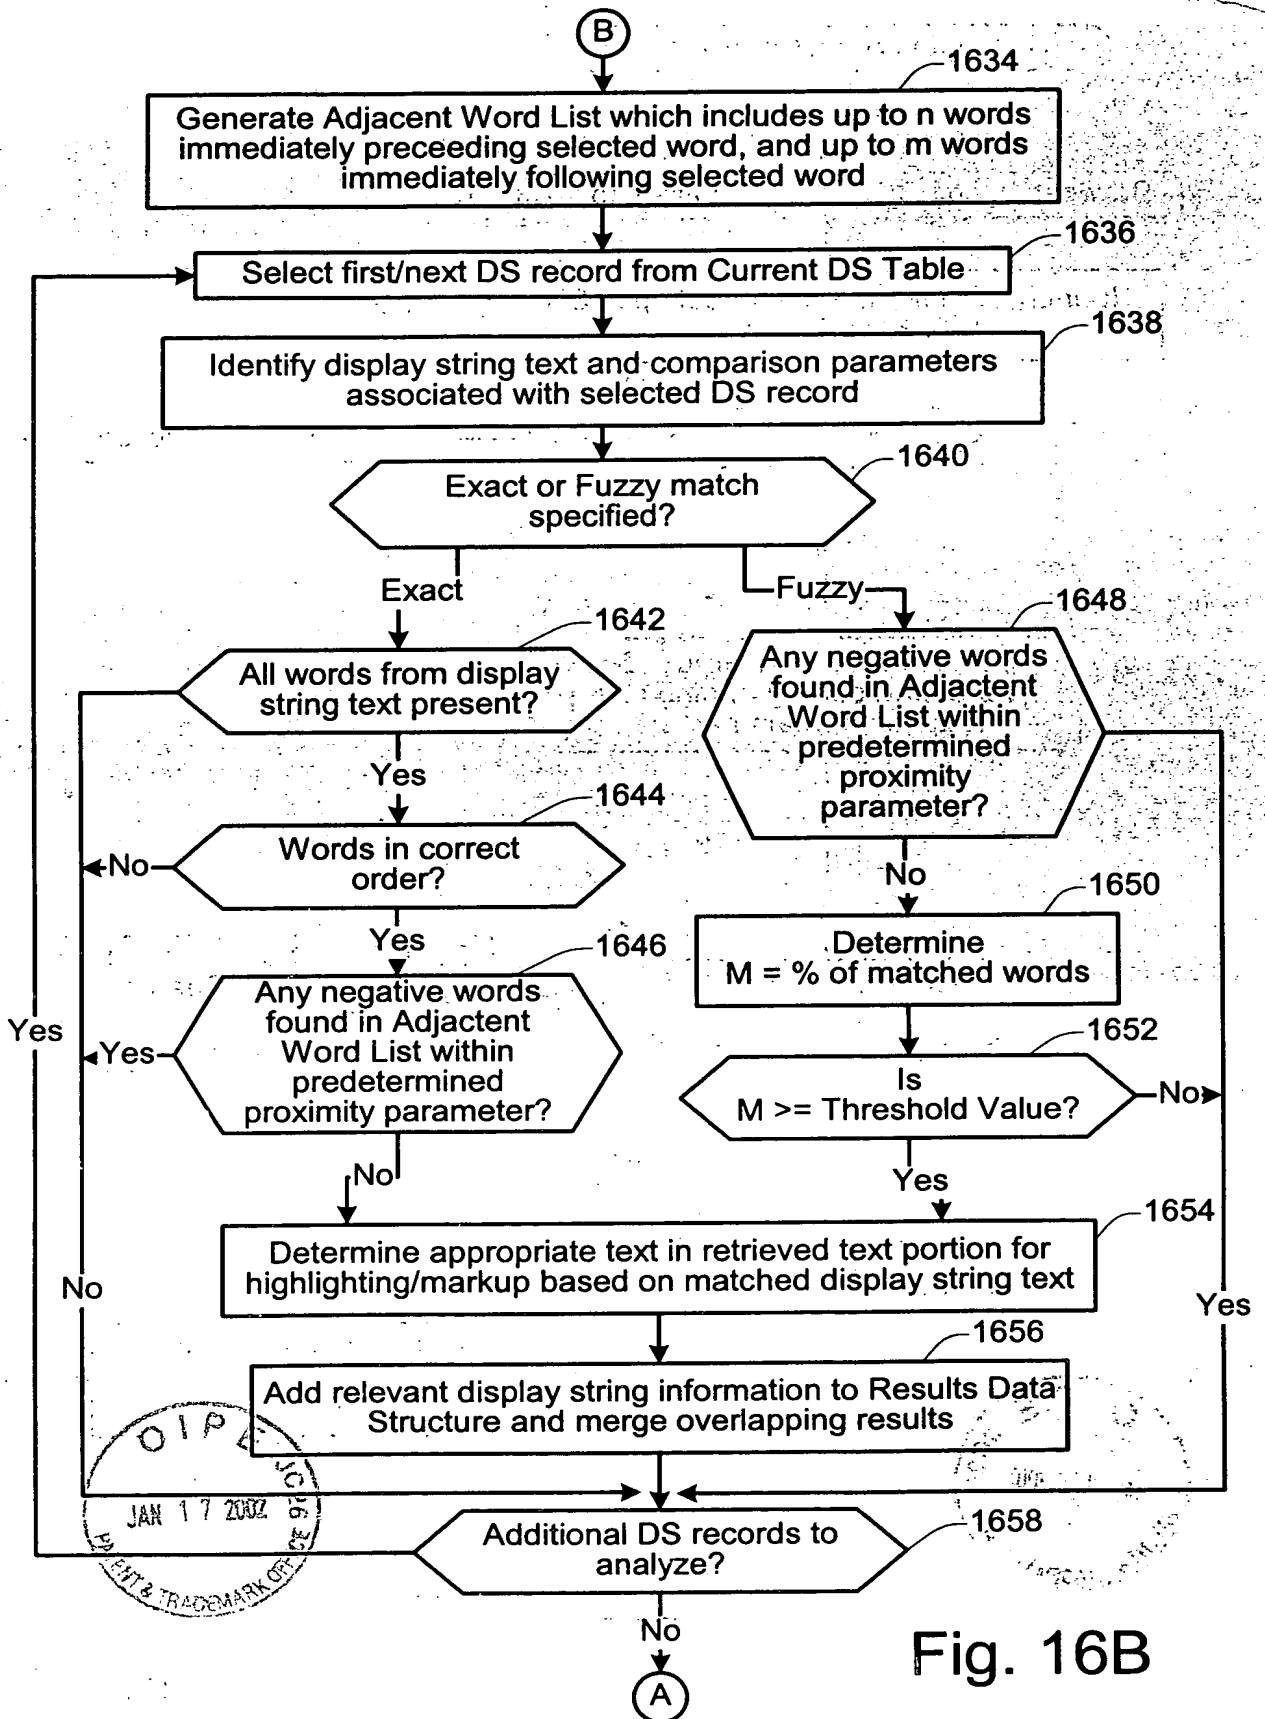 B
1634
Generate Adjacent Word List which includes up to n words
immediately preceeding selected word, and up to m words
immediately following selected word
1636
Select first/next DS record from Current DS Table
1638
Identify display string text and comparison parameters
associated with selected DS record
1640
Exact or Fuzzy match
specified?
Exact
Fuzzy
1642
All words from display
string text present?
1648
Any negative words
found in Adjactent
Word List within
predetermined
proximity
parameter?
Yes
1644
Words in correct
order?
No
No
1650
Determine
M = % of matched words
Yes
1646
Any negative words
found in Adjactent
Word List within
predetermined
proximity parameter?
Yes
Yes
1652
Is
M >= Threshold Value?
No
No
Yes
1654
Determine appropriate text in retrieved text portion for
highlighting/markup based on matched display string text
No
Yes
1656
Add relevant display string information to Results Data
Structure and merge overlapping results
OIPE
JAN 17 2002
PATENT & TRADEMARK OFFICE
1658
Additional DS records to
analyze?
No
A
Fig. 16B